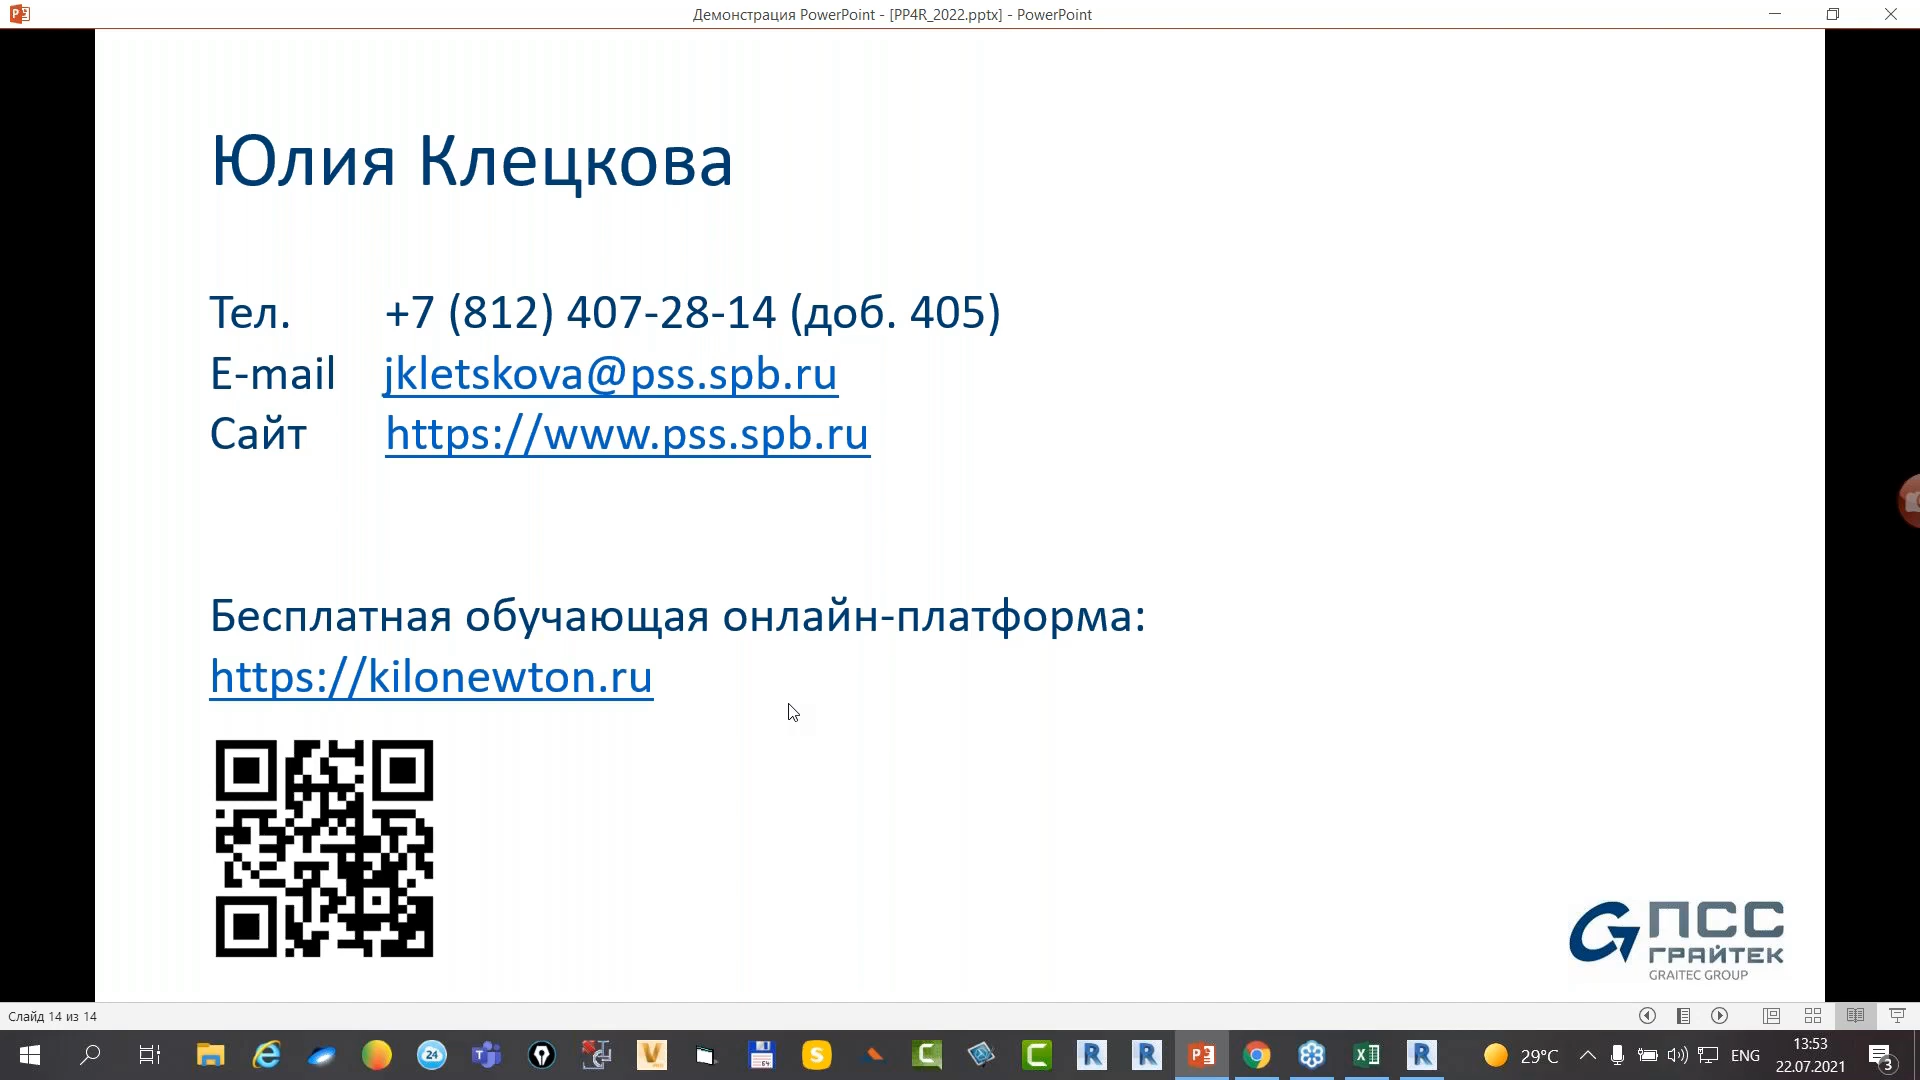 Демонстрация PowerPoint - [PP4R_2022.pptx] - PowerPoint
Юлия Клецкова
Тел. +7 (812) 407-28-14 (доб. 405)
E-mail jkletskova@pss.spb.ru
Сайт https://www.pss.spb.ru
Бесплатная обучающая онлайн-платформа:
https://kilonewton.ru
ПСС
ГРАЙТЕК
GRAITEC GROUP
Слайд 14 из 14
29°C
ENG
13:53
22.07.2021
3